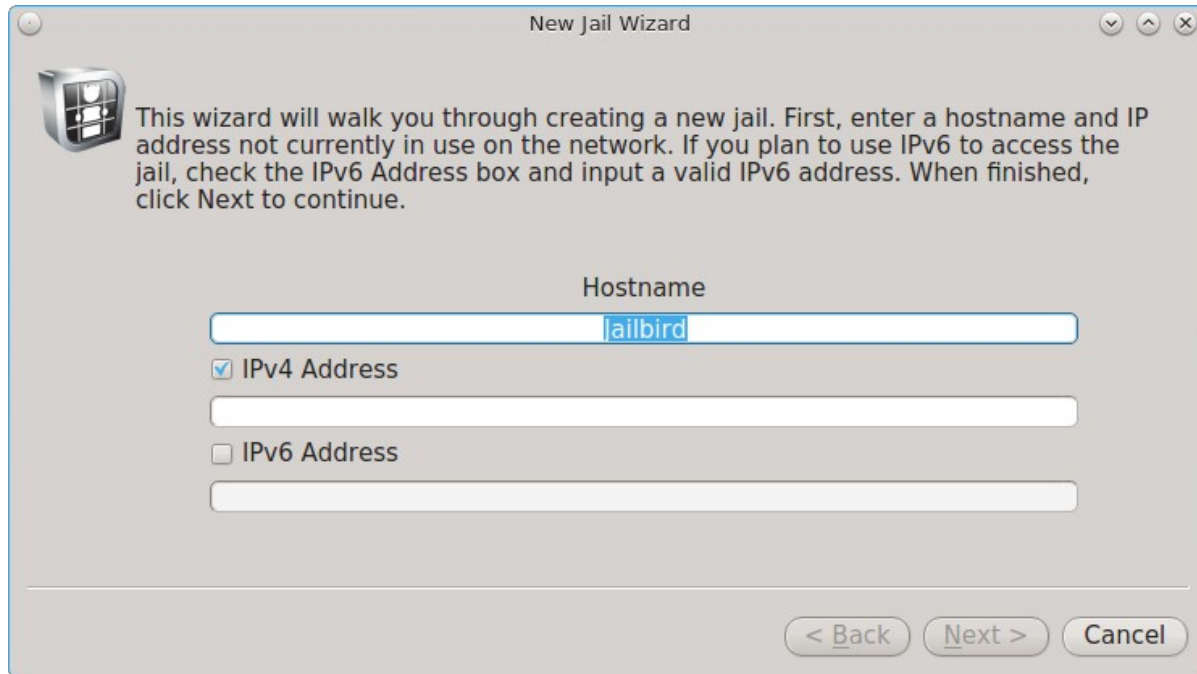 New Jail Wizard
This wizard will walk you through creating a new jail. First, enter a hostname and IP
address not currently in use on the network. If you plan to use IPv6 to access the
jail, check the IPv6 Address box and input a valid IPv6 address. When finished,
click Next to continue.
Hostname
Jailbird
IPv4 Address
IPv6 Address
< Back Next > Cancel